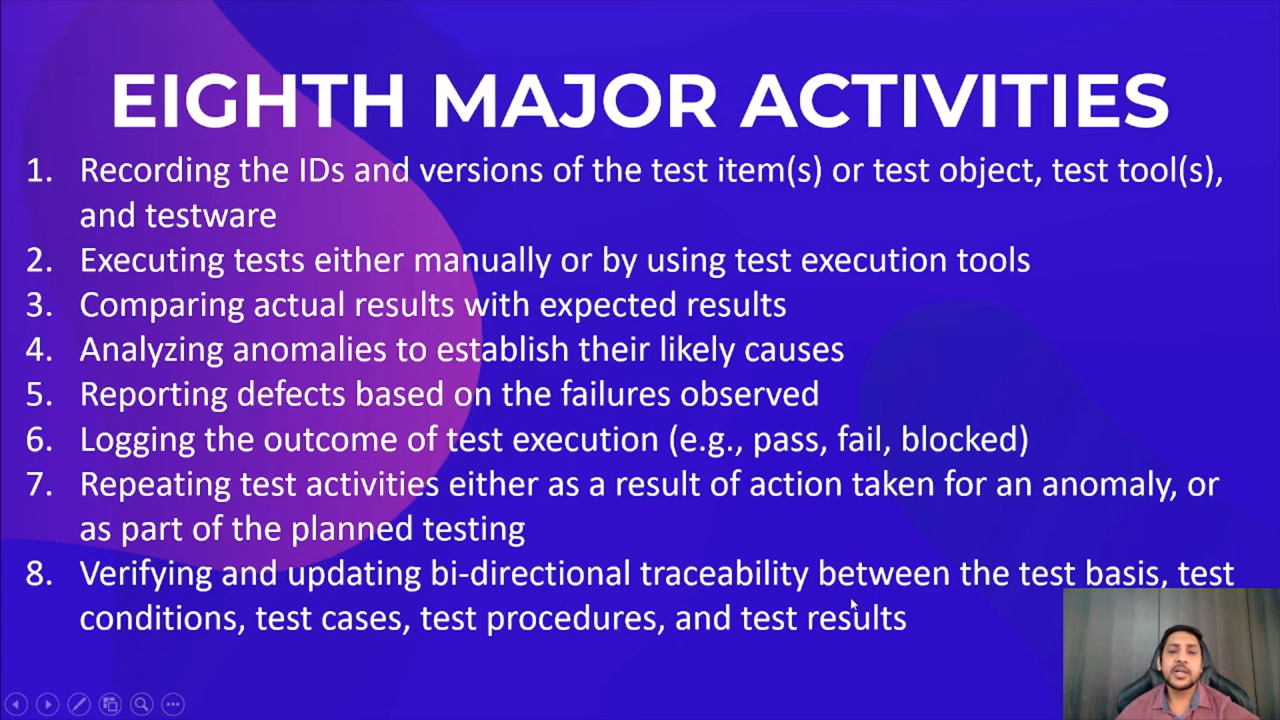 EIGHTH MAJOR ACTIVITIES
1. Recording the IDs and versions of the test item(s) or test object, test tool(s),
and testware
2. Executing tests either manually or by using test execution tools
3. Comparing actual results with expected results
4. Analyzing anomalies to establish their likely causes
5. Reporting defects based on the failures observed
6. Logging the outcome of test execution (e.g., pass, fail, blocked)
7. Repeating test activities either as a result of action taken for an anomaly, or
as part of the planned testing
8. Verifying and updating bi-directional traceability between the test basis, test
conditions, test cases, test procedures, and test results